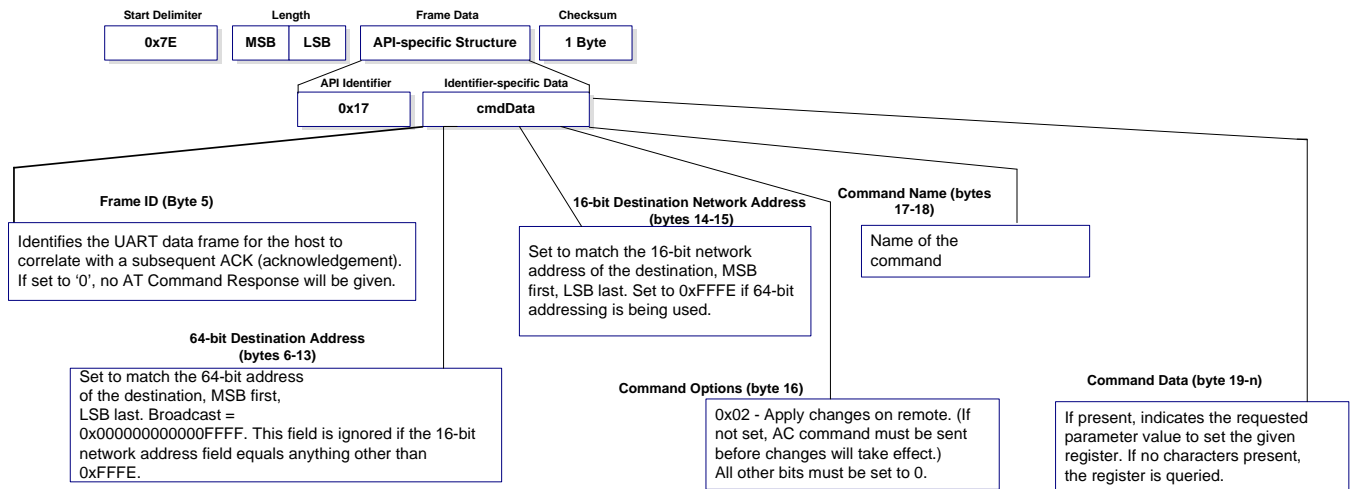 Start Delimiter
Length
Frame Data
Checksum
0x7E
MSB
LSB
API-specific Structure
1 Byte
API Identifier
Identifier-specific Data
0x17
cmdData
Frame ID (Byte 5)
Identifies the UART data frame for the host to
correlate with a subsequent ACK (acknowledgement).
If set to ‘0’, no AT Command Response will be given.
64-bit Destination Address
(bytes 6-13)
Set to match the 64-bit address
of the destination, MSB first,
LSB last. Broadcast =
0x000000000000FFFF. This field is ignored if the 16-bit
network address field equals anything other than
0xFFFE.
16-bit Destination Network Address
(bytes 14-15)
Set to match the 16-bit network
address of the destination, MSB
first, LSB last. Set to 0xFFFE if 64-bit
addressing is being used.
Command Options (byte 16)
0x02 - Apply changes on remote. (If
not set, AC command must be sent
before changes will take effect.)
All other bits must be set to 0.
Command Name (bytes
17-18)
Name of the
command
Command Data (byte 19-n)
If present, indicates the requested
parameter value to set the given
register. If no characters present,
the register is queried.